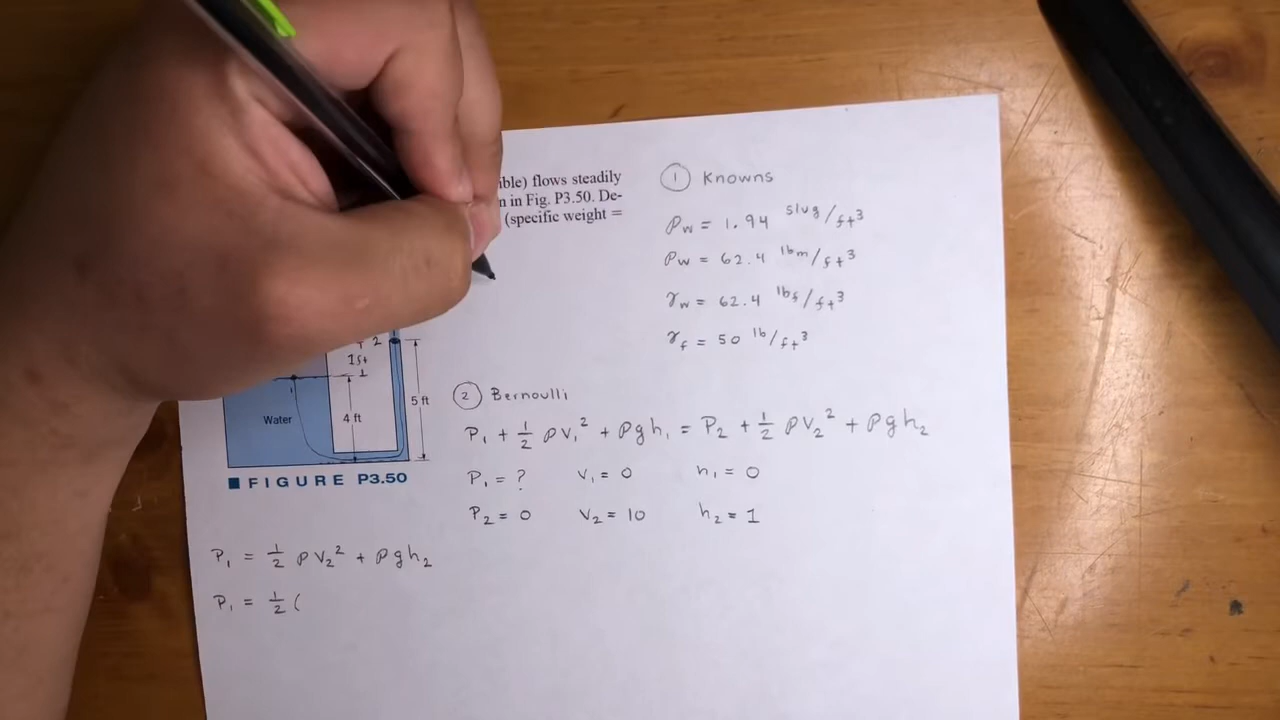 flows steadily
in Fig. P3.50. De-
(specific weight =
1 Knowns
ρw = 1.94 slug/ft³
ρw = 62.4 lbm/ft³
γw = 62.4 lbf/ft³
γf = 50 lb/ft³
2
1ft
1
Water
4 ft
5 ft
FIGURE P3.50
2 Bernoulli
P₁ + 1/2 ρv₁² + ρgh₁ = P₂ + 1/2 ρv₂² + ρgh₂
P₁ = ? v₁ = 0 h₁ = 0
P₂ = 0 v₂ = 10 h₂ = 1
P₁ = 1/2 ρv₂² + ρgh₂
P₁ = 1/2 (